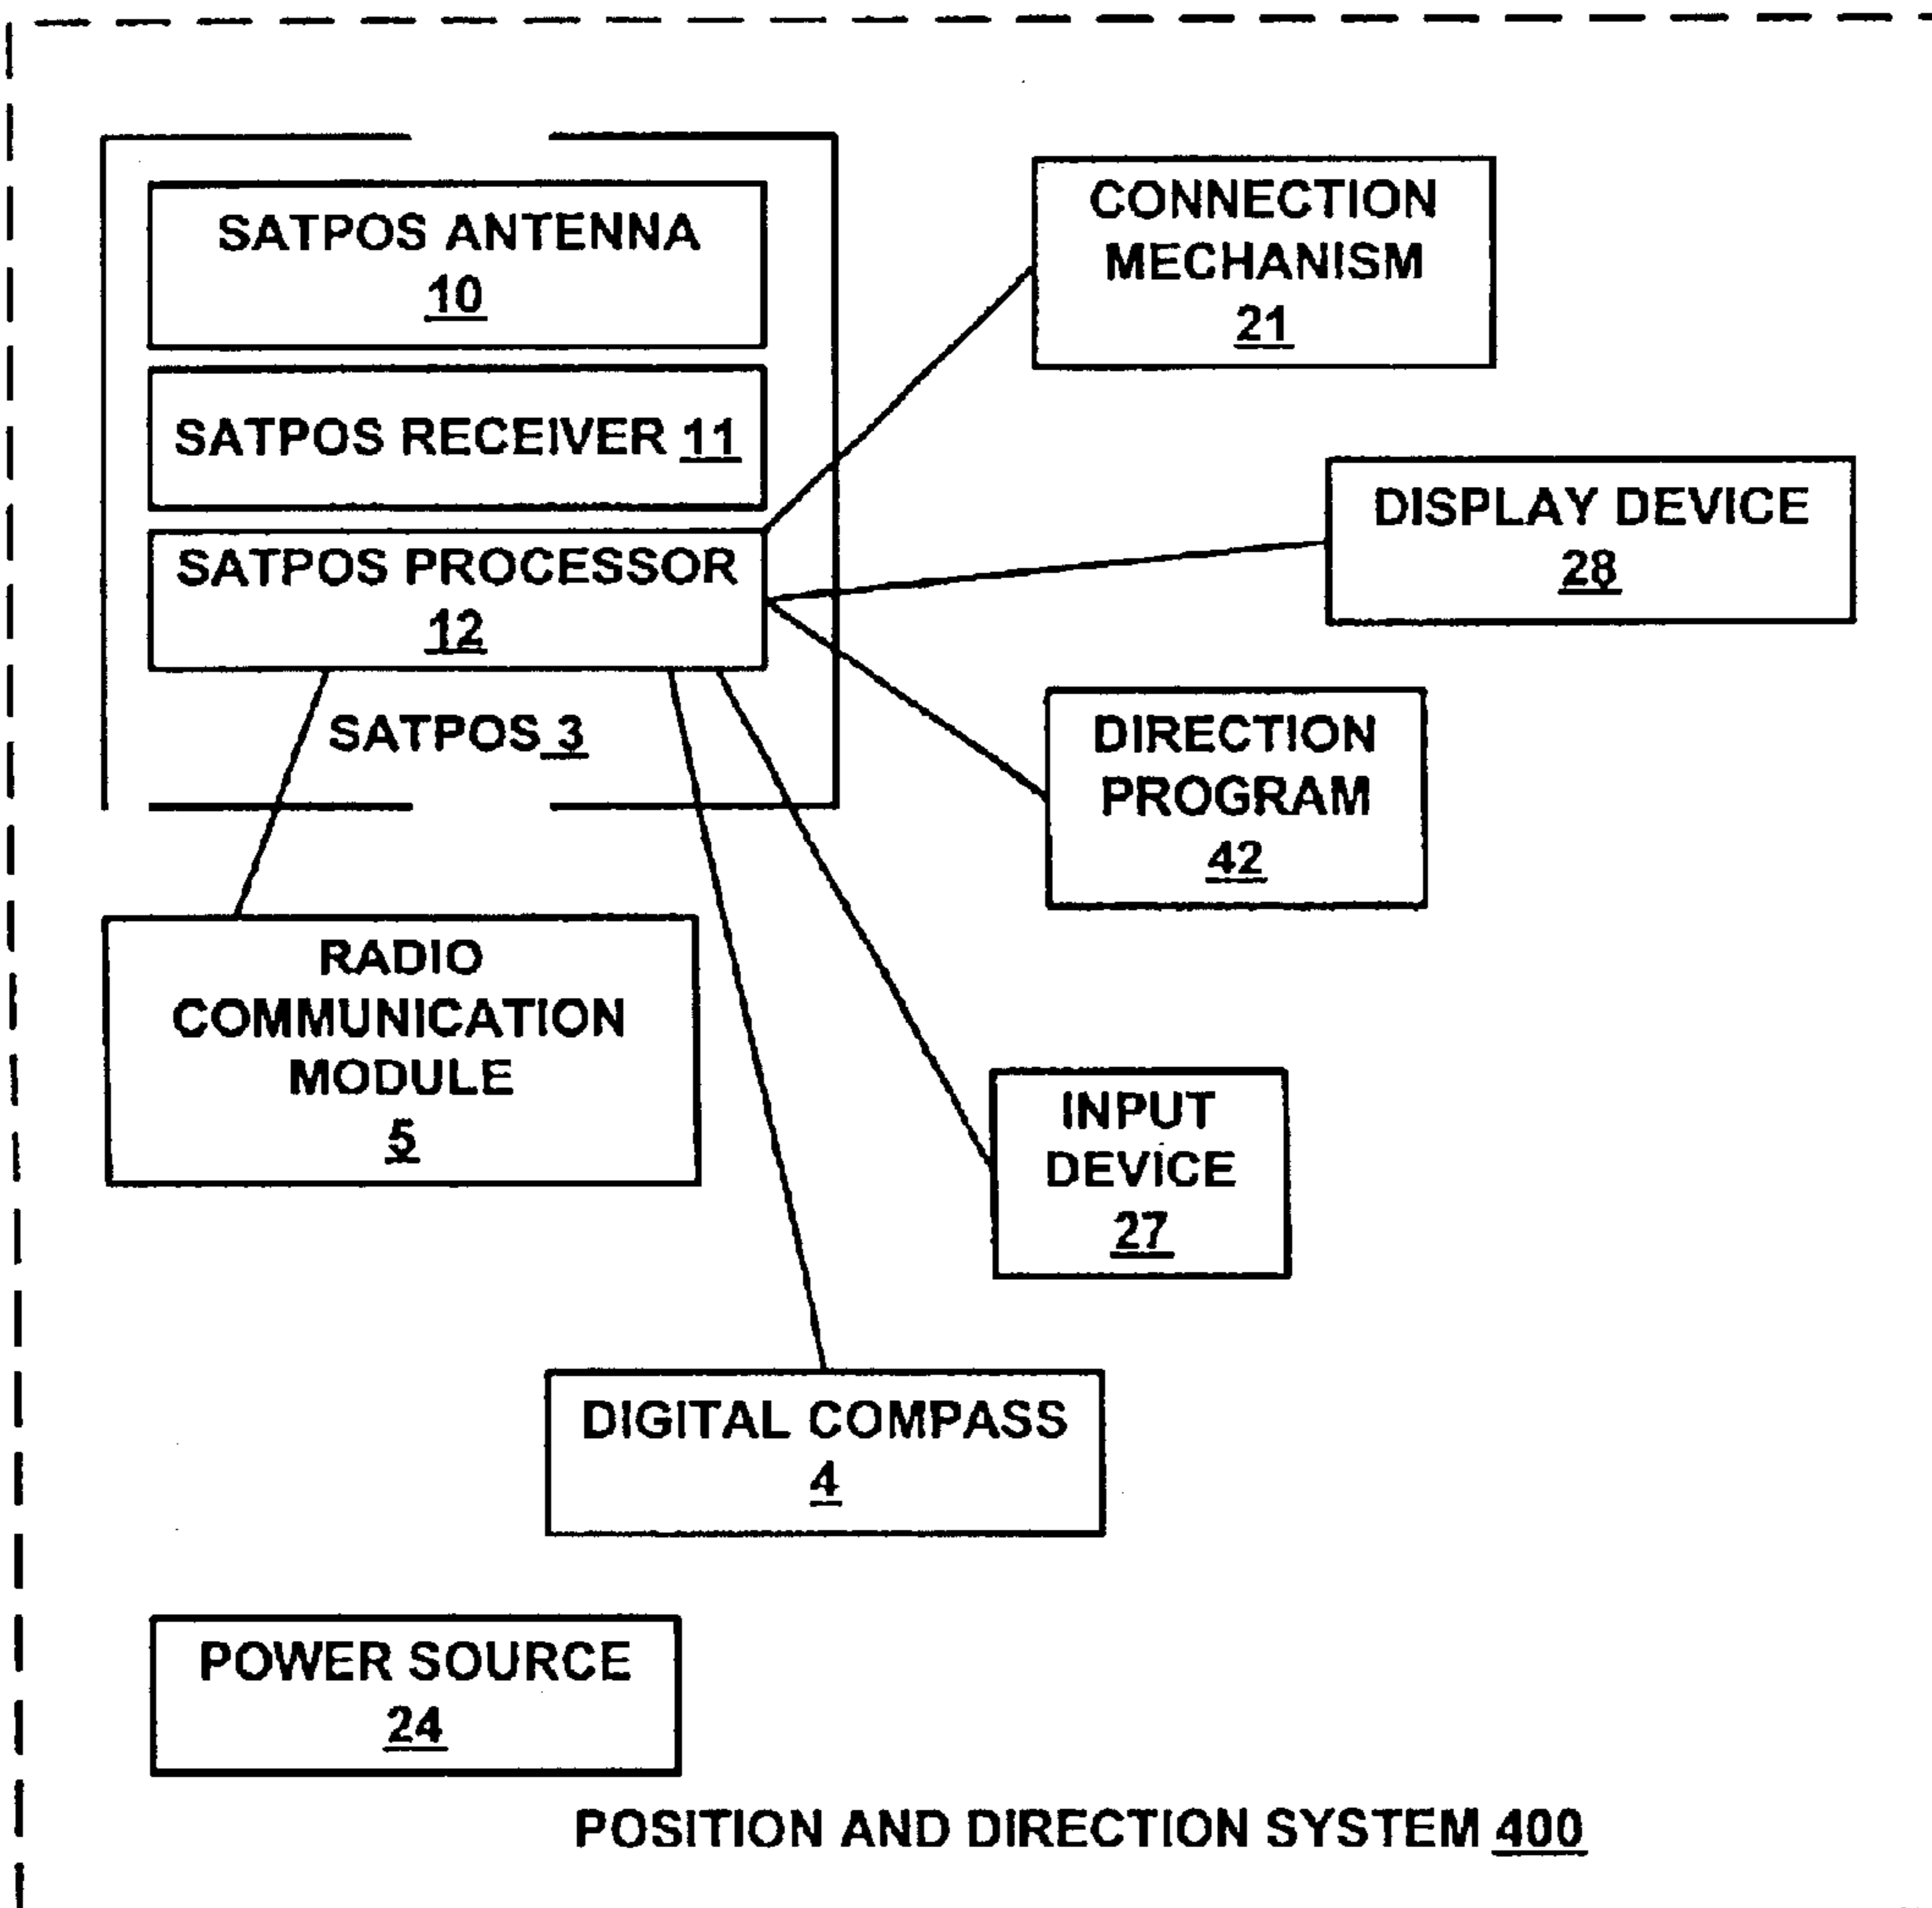 SATPOS ANTENNA
10
SATPOS RECEIVER 11
SATPOS PROCESSOR
12
SATPOS 3
CONNECTION
MECHANISM
21
DISPLAY DEVICE
28
DIRECTION
PROGRAM
42
RADIO
COMMUNICATION
MODULE
5
INPUT
DEVICE
27
DIGITAL COMPASS
4
POWER SOURCE
24
POSITION AND DIRECTION SYSTEM 400